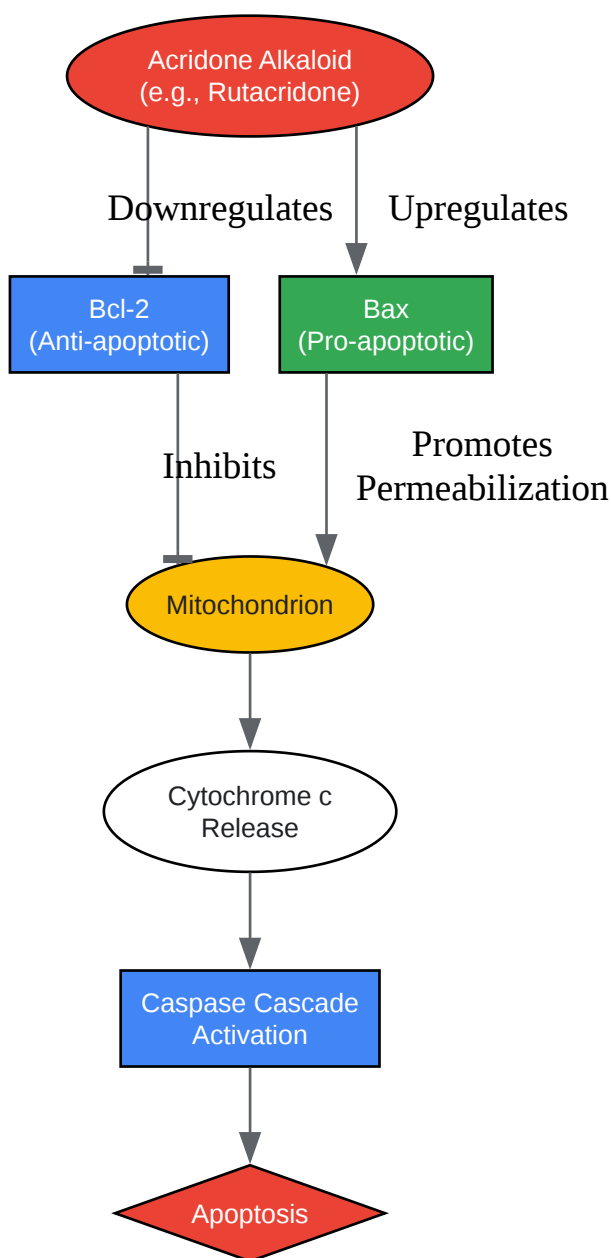 Acridone Alkaloid
(e.g., Rutacridone)
Downregulates
Upregulates
Bcl-2
(Anti-apoptotic)
Bax
(Pro-apoptotic)
Inhibits
Promotes
Permeabilization
Mitochondrion
Cytochrome c
Release
Caspase Cascade
Activation
Apoptosis